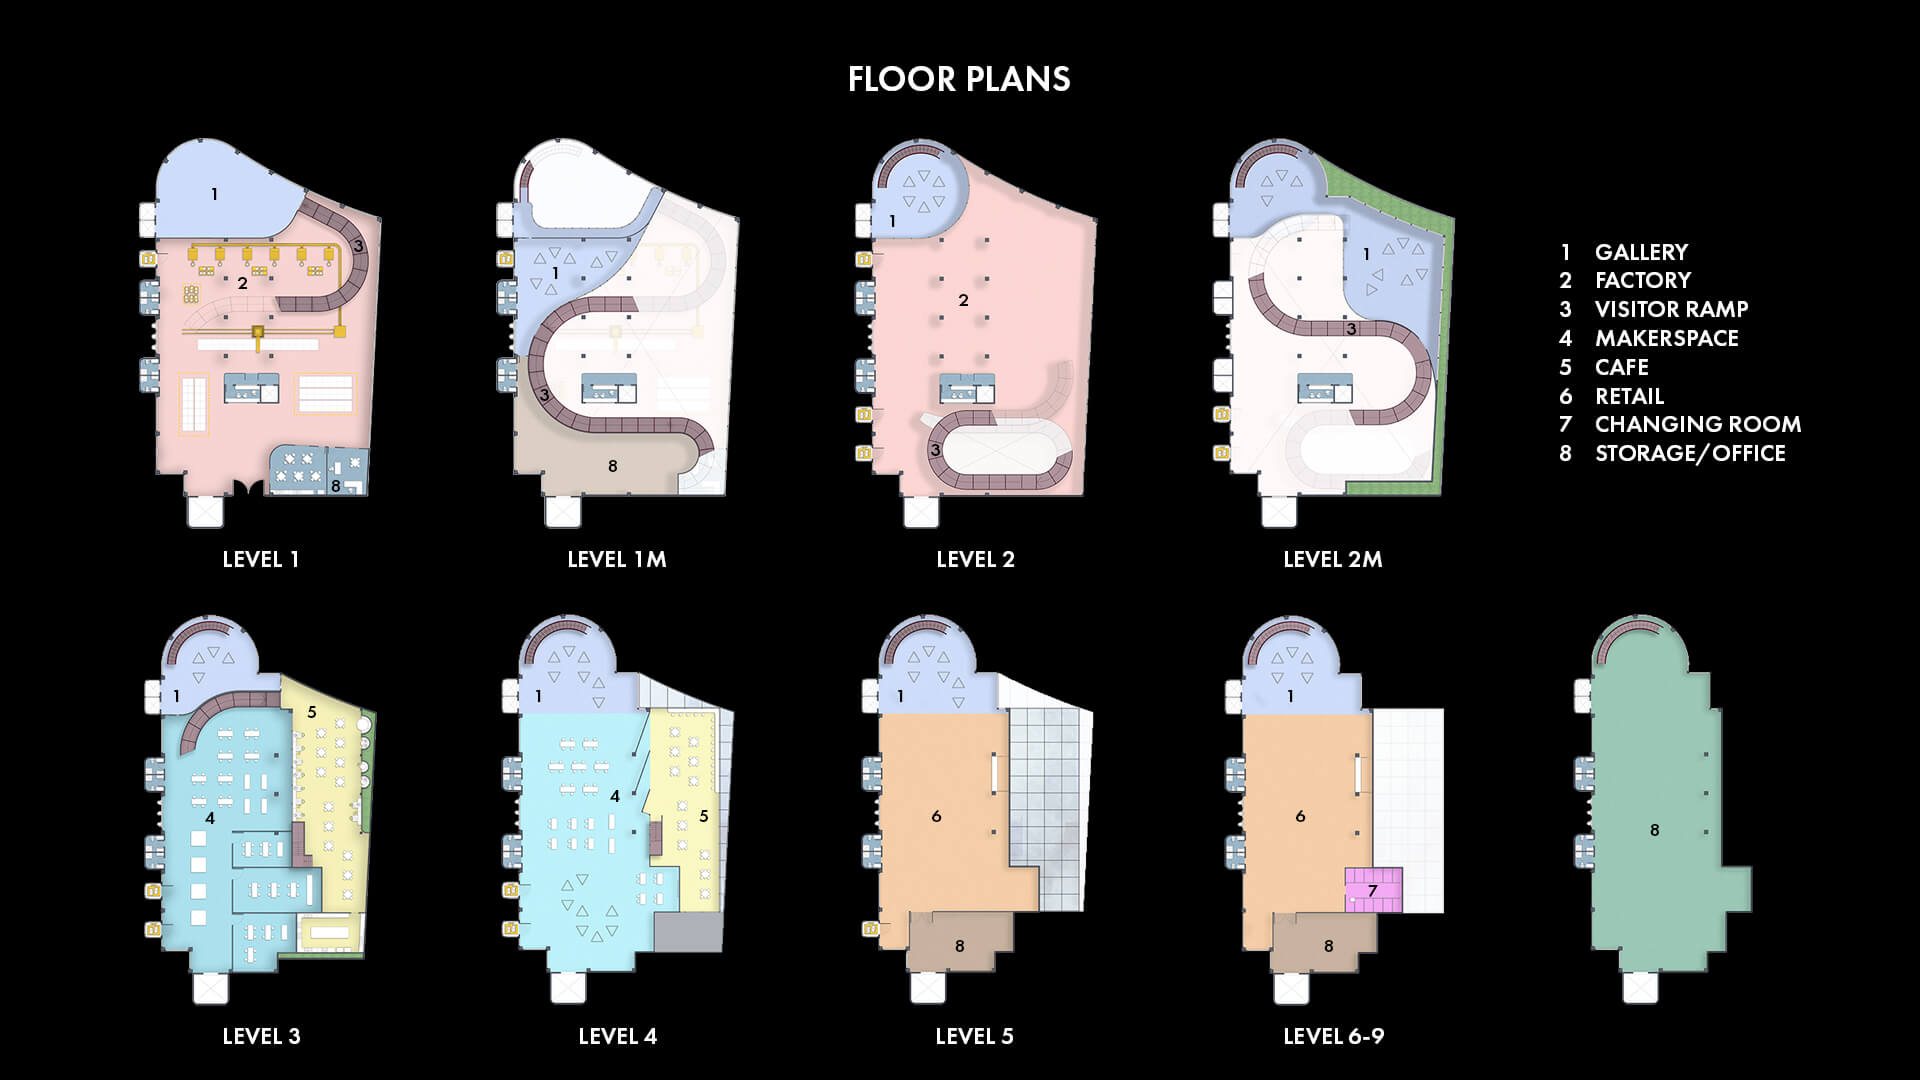 FLOOR PLANS
1
3
2
8
LEVEL 1
1
3
8
LEVEL 1M
1
2
3
LEVEL 2
1
3
LEVEL 2M
1 GALLERY
2 FACTORY
3 VISITOR RAMP
4 MAKERSPACE
5 CAFE
6 RETAIL
7 CHANGING ROOM
8 STORAGE/OFFICE
1
5
4
LEVEL 3
1
4
5
LEVEL 4
1
6
8
LEVEL 5
1
6
7
8
LEVEL 6-9
8